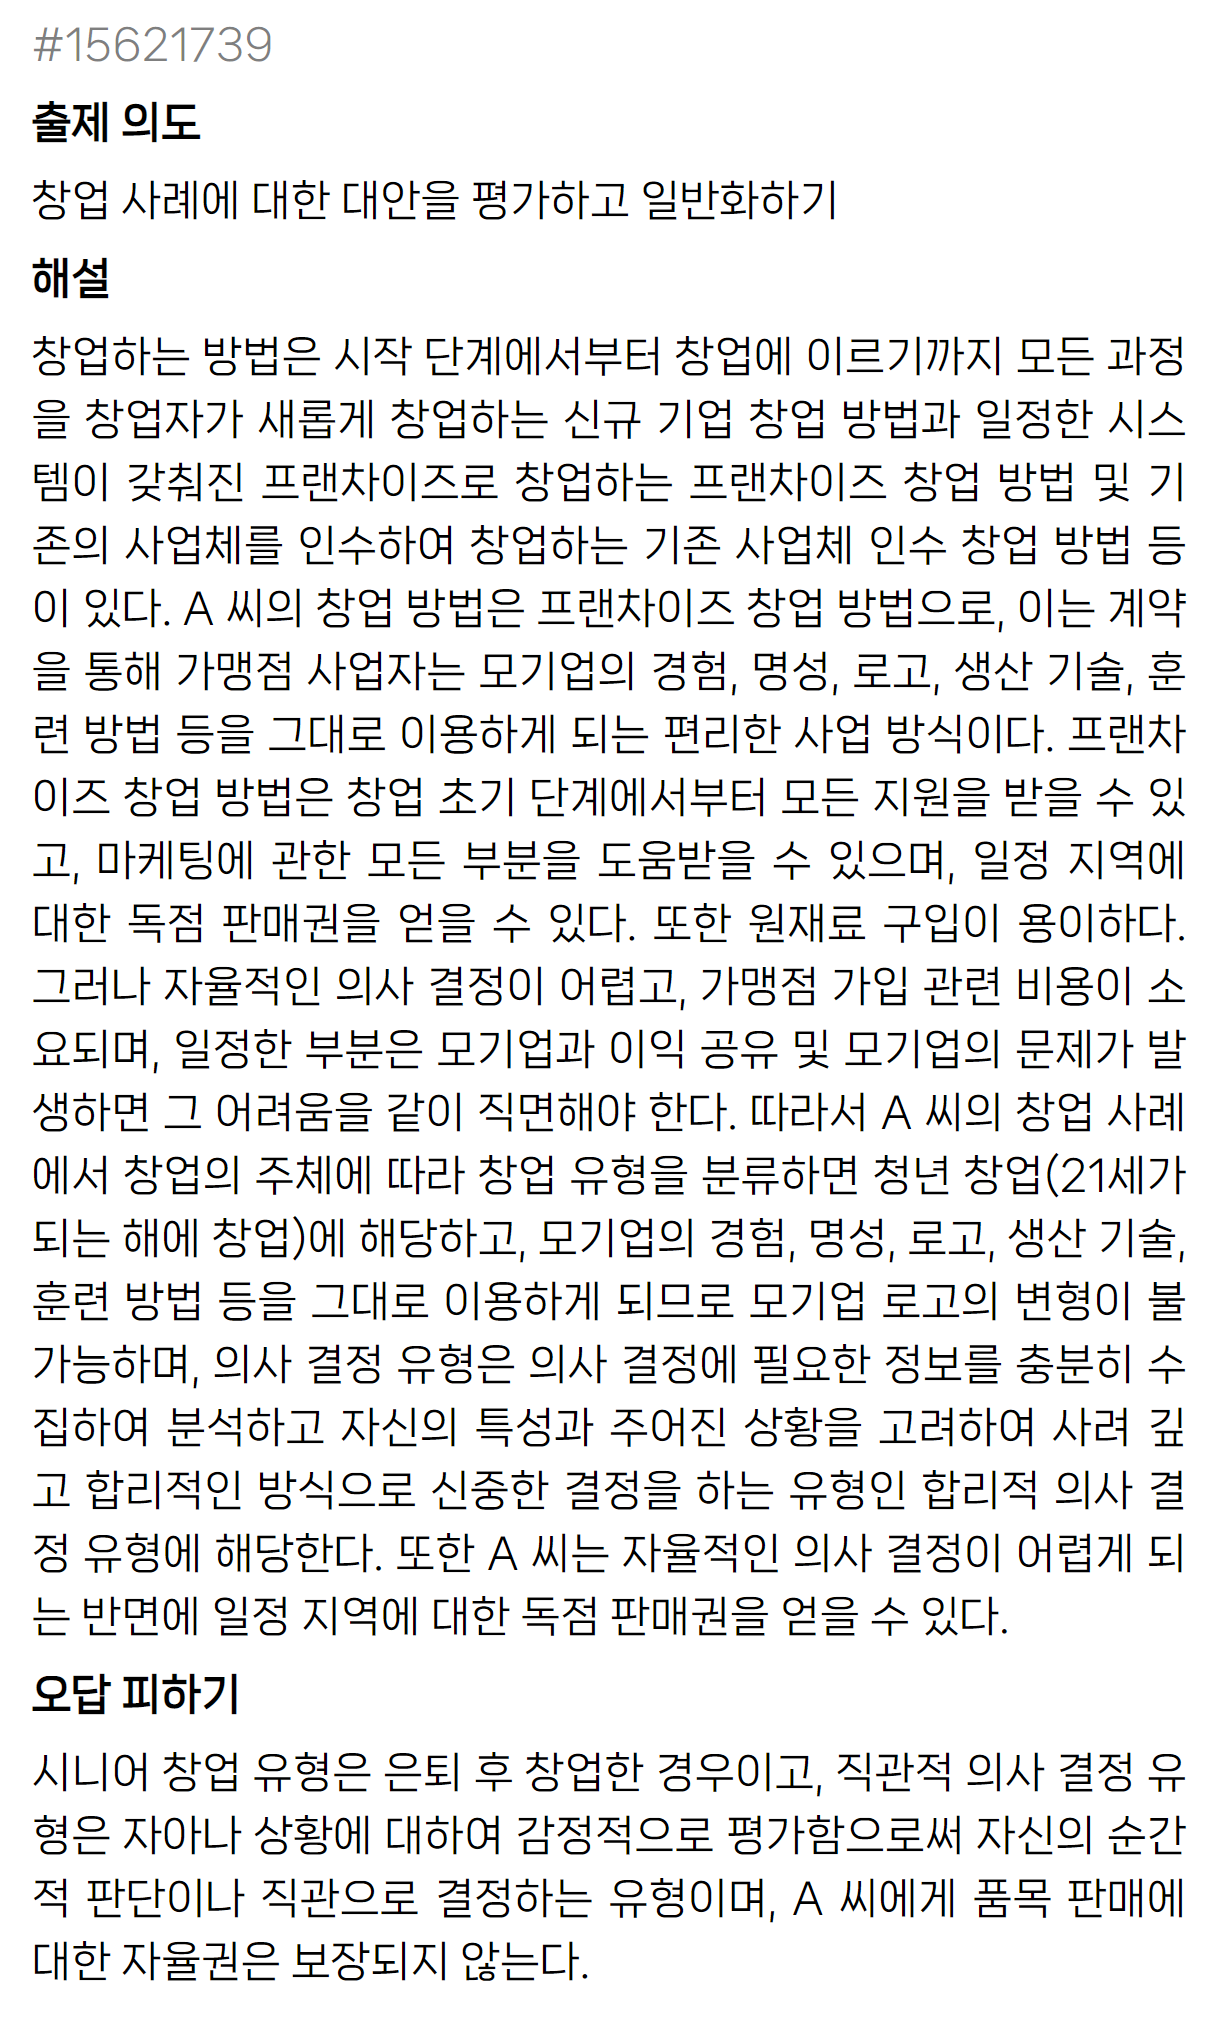 #15621739
출제 의도
창업 사례에 대한 대안을 평가하고 일반화하기
해설
창업하는 방법은 시작 단계에서부터 창업에 이르기까지 모든 과정
을 창업자가 새롭게 창업하는 신규 기업 창업 방법과 일정한 시스
템이 갖춰진 프랜차이즈로 창업하는 프랜차이즈 창업 방법 및 기
존의 사업체를 인수하여 창업하는 기존 사업체 인수 창업 방법 등
이 있다. A 씨의 창업 방법은 프랜차이즈 창업 방법으로, 이는 계약
을 통해 가맹점 사업자는 모기업의 경험, 명성, 로고, 생산 기술, 훈
련 방법 등을 그대로 이용하게 되는 편리한 사업 방식이다. 프랜차
이즈 창업 방법은 창업 초기 단계에서부터 모든 지원을 받을 수 있
고, 마케팅에 관한 모든 부분을 도움받을 수 있으며, 일정 지역에
대한 독점 판매권을 얻을 수 있다. 또한 원재료 구입이 용이하다.
그러나 자율적인 의사 결정이 어렵고, 가맹점 가입 관련 비용이 소
요되며, 일정한 부분은 모기업과 이익 공유 및 모기업의 문제가 발
생하면 그 어려움을 같이 직면해야 한다. 따라서 A 씨의 창업 사례
에서 창업의 주체에 따라 창업 유형을 분류하면 청년 창업(21세가
되는 해에 창업)에 해당하고, 모기업의 경험, 명성, 로고, 생산 기술,
훈련 방법 등을 그대로 이용하게 되므로 모기업 로고의 변형이 불
가능하며, 의사 결정 유형은 의사 결정에 필요한 정보를 충분히 수
집하여 분석하고 자신의 특성과 주어진 상황을 고려하여 사려 깊
고 합리적인 방식으로 신중한 결정을 하는 유형인 합리적 의사 결
정 유형에 해당한다. 또한 A 씨는 자율적인 의사 결정이 어렵게 되
는 반면에 일정 지역에 대한 독점 판매권을 얻을 수 있다.
오답 피하기
시니어 창업 유형은 은퇴 후 창업한 경우이고, 직관적 의사 결정 유
형은 자아나 상황에 대하여 감정적으로 평가함으로써 자신의 순간
적 판단이나 직관으로 결정하는 유형이며, A 씨에게 품목 판매에
대한 자율권은 보장되지 않는다.